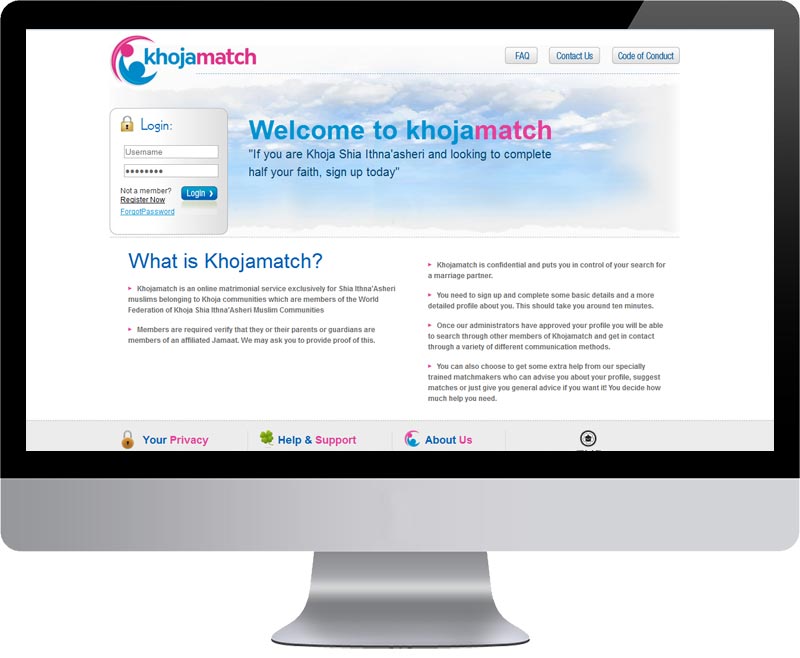 khojamatch
FAQ
Contact Us
Code of Conduct
Login:
Username
Not a member?
Register Now
Login
ForgotPassword
Welcome to khojamatch
"If you are Khoja Shia Ithna'asheri and looking to complete
half your faith, sign up today"
What is Khojamatch?
Khojamatch is an online matrimonial service exclusively for Shia Ithna'Asheri
muslims belonging to Khoja communities which are members of the World
Federation of Khoja Shia Ithna'Asheri Muslim Communities
Members are required verify that they or their parents or guardians are
members of an affiliated Jamaat. We may ask you to provide proof of this.
Khojamatch is confidential and puts you in control of your search for
a marriage partner.
You need to sign up and complete some basic details and a more
detailed profile about you. This should take you around ten minutes.
Once our administrators have approved your profile you will be able
to search through other members of Khojamatch and get in contact
through a variety of different communication methods.
You can also choose to get some extra help from our specially
trained matchmakers who can advise you about your profile, suggest
matches or just give you general advice if you want it! You decide how
much help you need.
Your Privacy
Help & Support
About Us